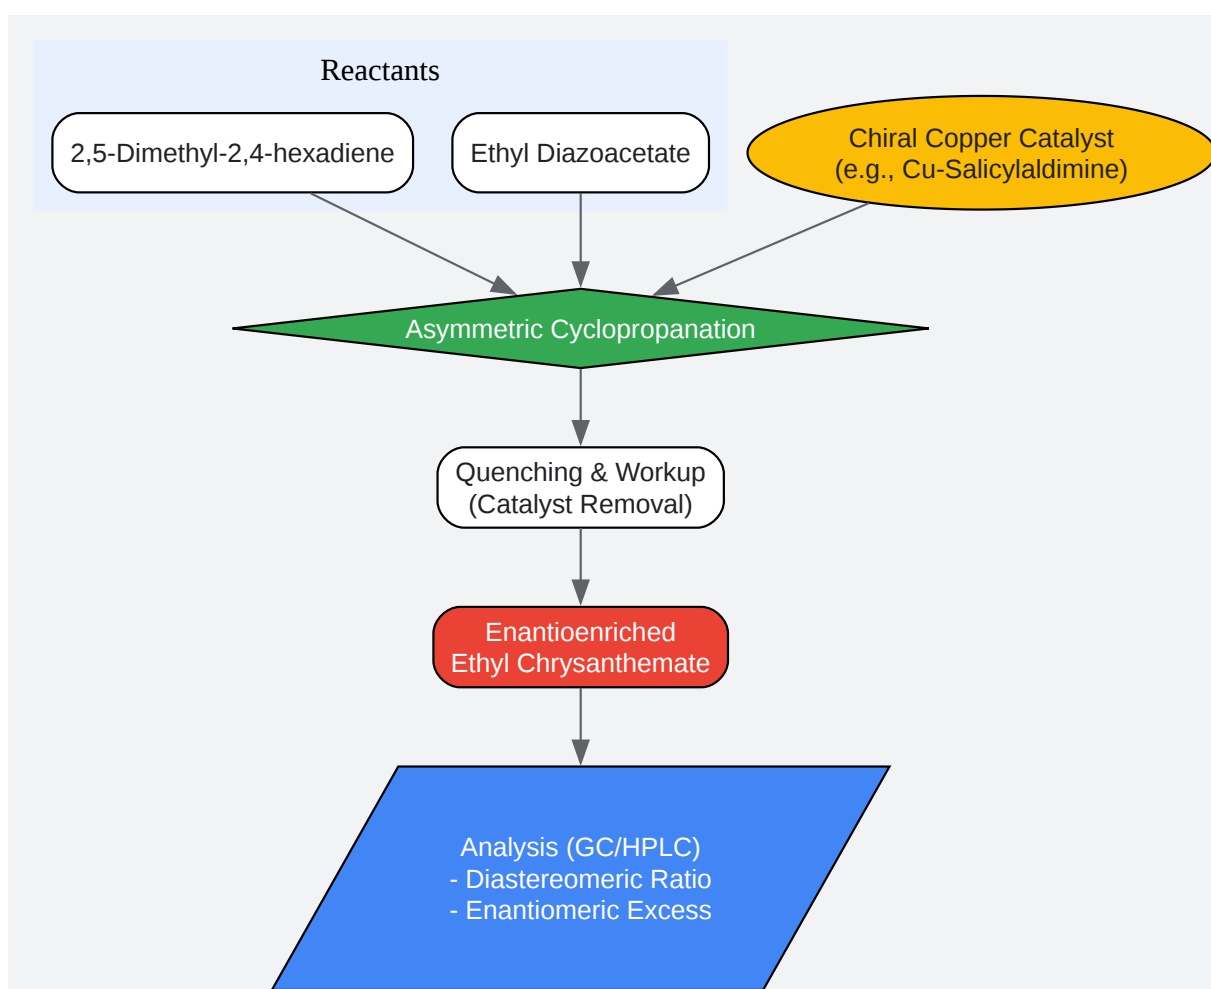 Reactants
2,5-Dimethyl-2,4-hexadiene
Ethyl Diazoacetate
Chiral Copper Catalyst
(e.g., Cu-Salicylaldimine)
Asymmetric Cyclopropanation
Quenching & Workup
(Catalyst Removal)
Enantioenriched
Ethyl Chrysanthemate
Analysis (GC/HPLC)
- Diastereomeric Ratio
- Enantiomeric Excess